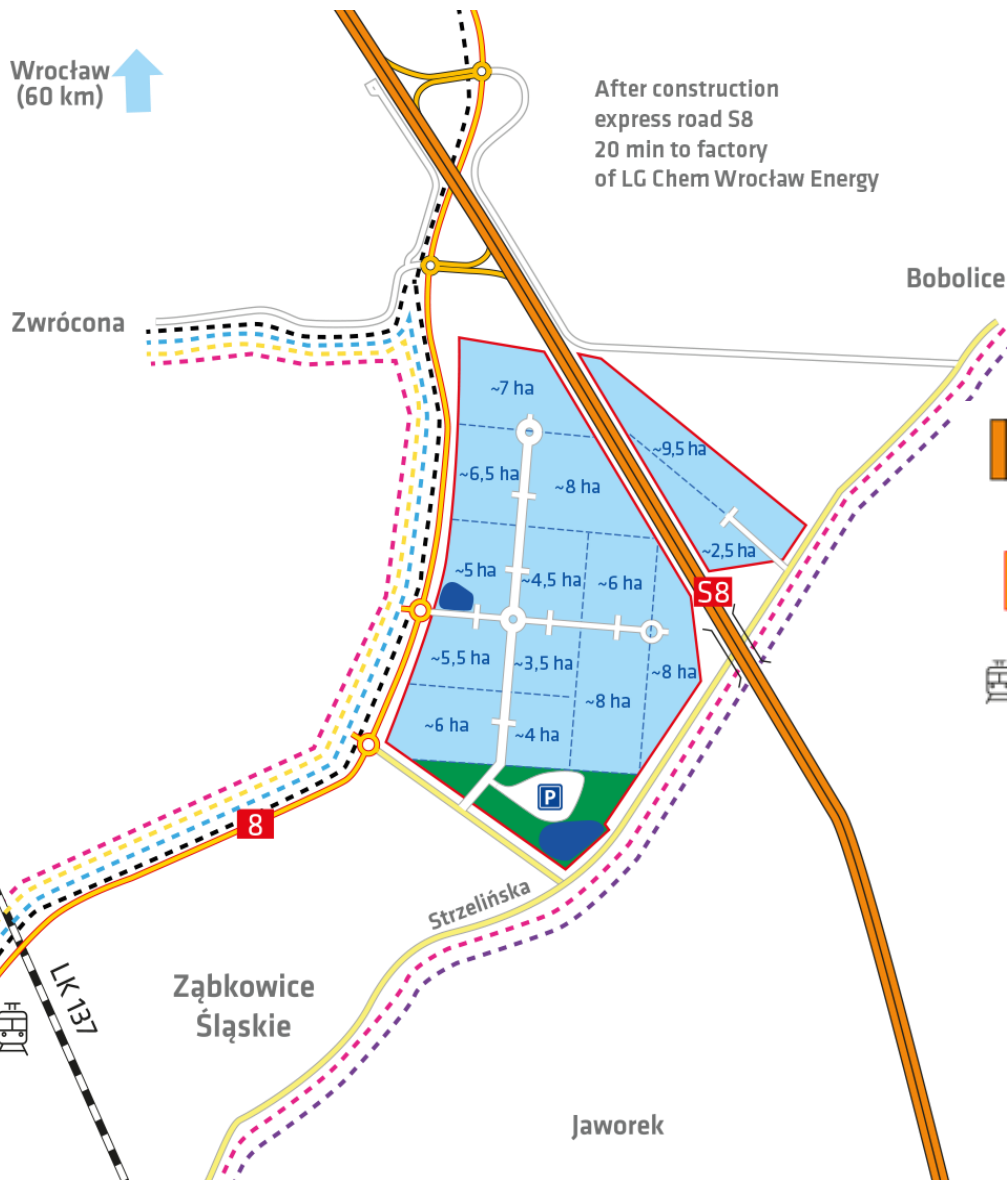 Wrocław
(60 km)
After construction
express road S8
20 min to factory
of LG Chem Wrocław Energy
Bobolice
Zwrócona
~7 ha
~9,5 ha
~6,5 ha
~8 ha
~2,5 ha
~5 ha
~4,5 ha
~6 ha
S8
~5,5 ha
~3,5 ha
~8 ha
~8 ha
~6 ha
~4 ha
P
8
Strzelińska
LK 137
Ząbkowice
Śląskie
Jaworek